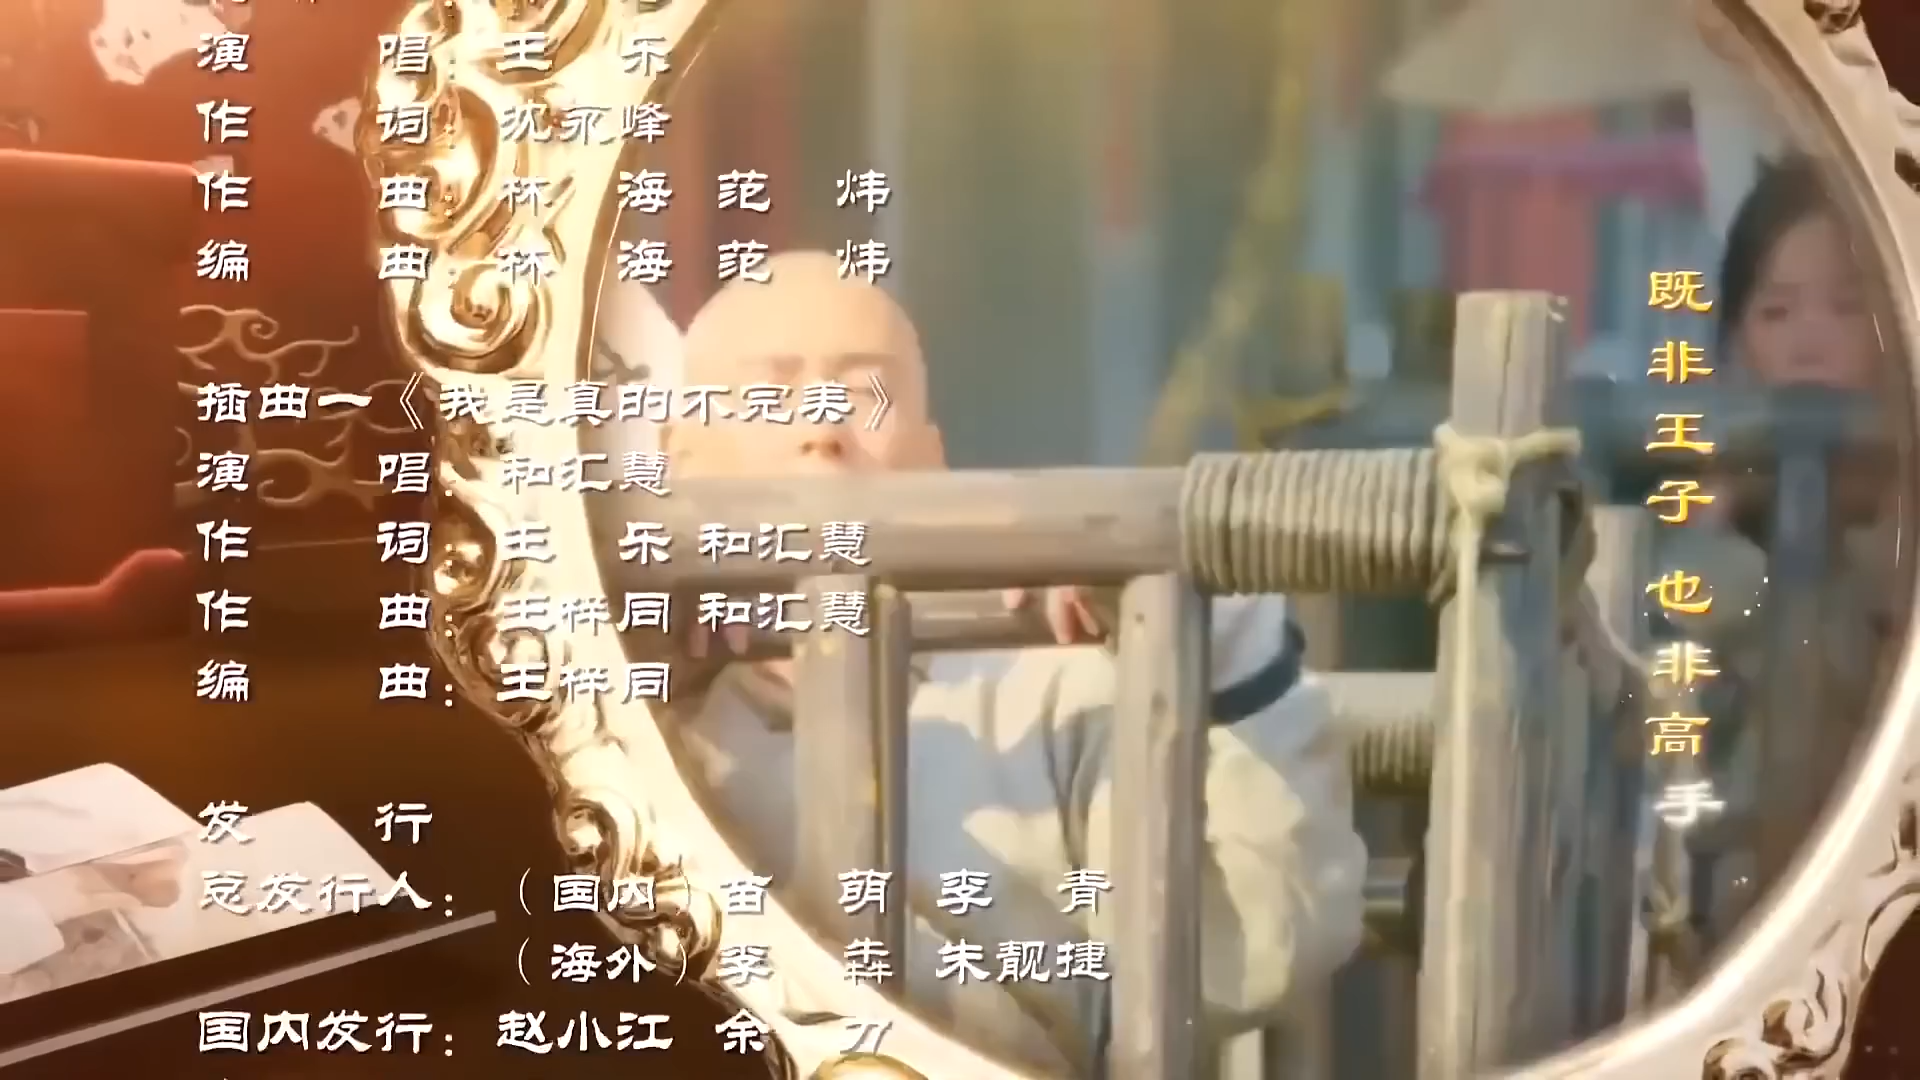 演唱：王乐
作词：沈永峰
作曲：林海 范炜
编曲：林海 范炜
插曲一《我是真的不完美》
演唱：和汇慧
作词：王乐 和汇慧
作曲：王梓同 和汇慧
编曲：王梓同
发行
总发行人：（国内）苗萌 李青
（海外）李犇 朱靓捷
国内发行：赵小江 余力
既非王子也非高手